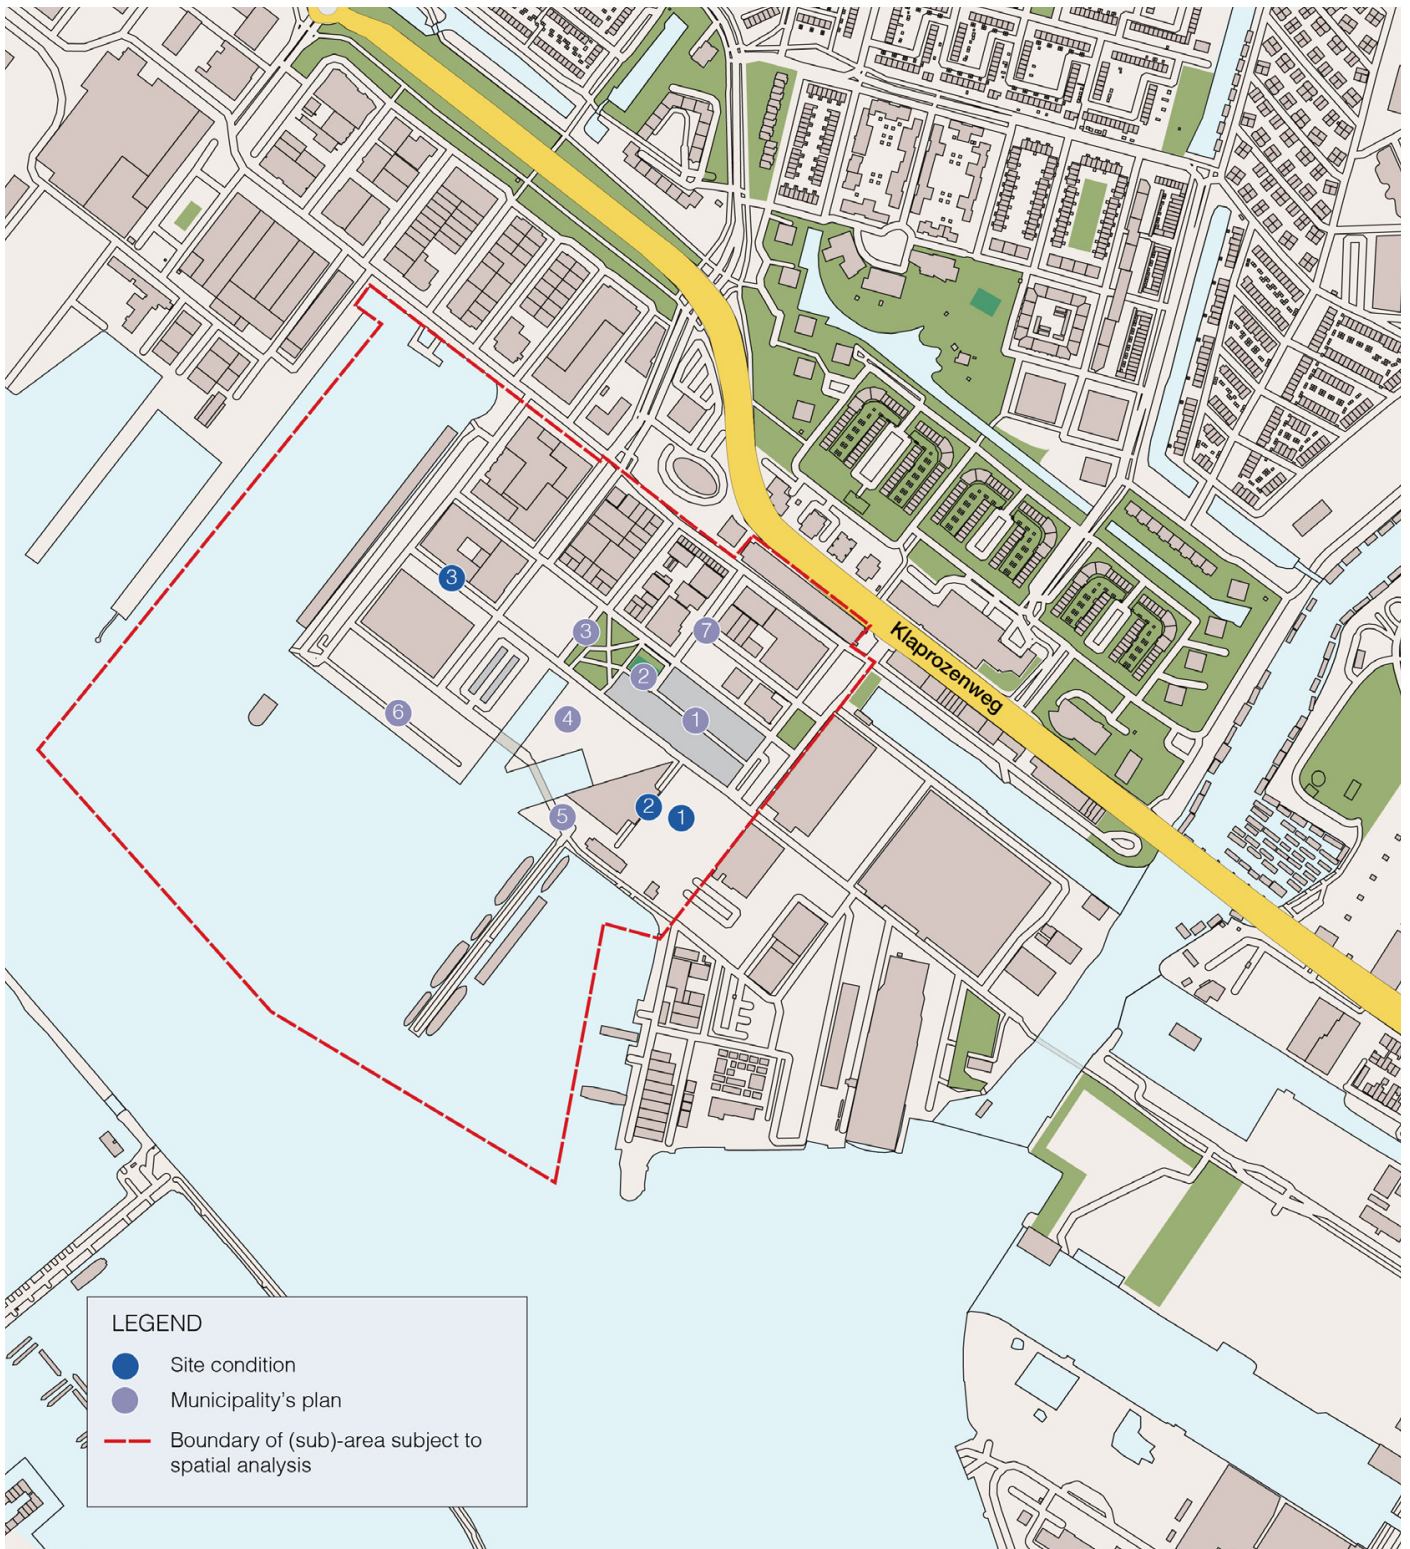 3
3
7
2
6
4
1
5
2
1
Klaprozenweg
LEGEND
Site condition
Municipality's plan
Boundary of (sub)-area subject to
spatial analysis